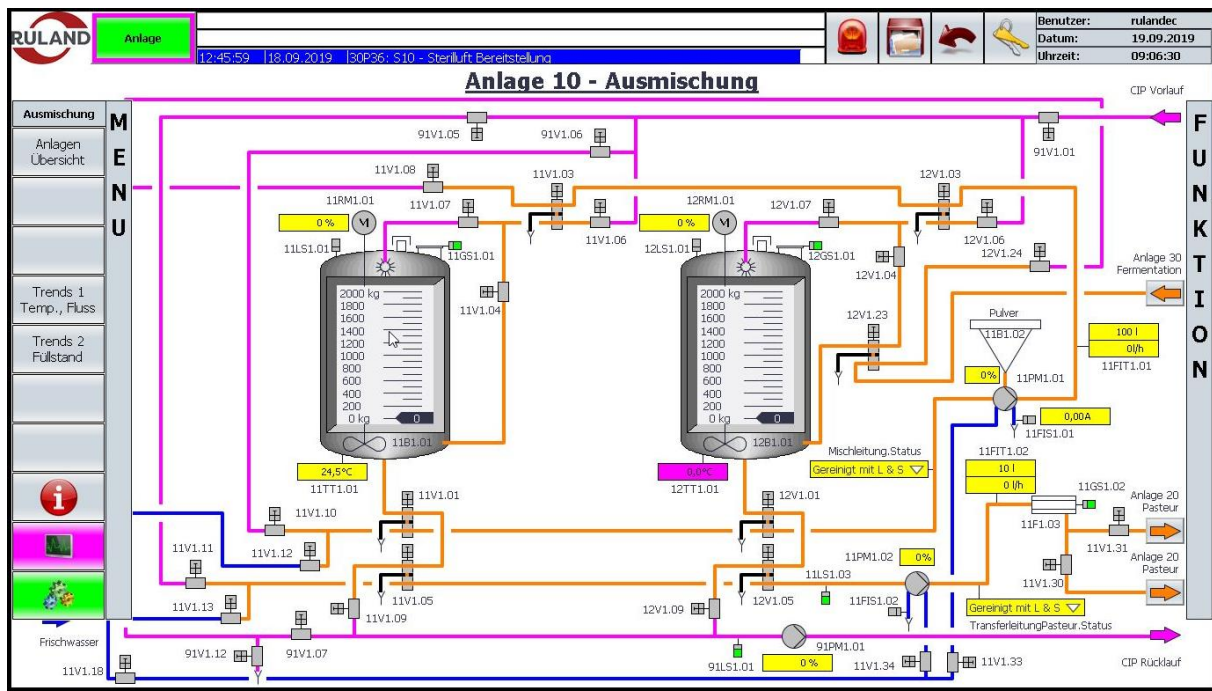 RULAND
Anlage
12:45:59 18.09.2019 30P36: S10 - Sterilluft Bereitstellung
Benutzer: rulandec
Datum: 19.09.2019
Uhrzeit: 09:06:30
Anlage 10 - Ausmischung
CIP Vorlauf
Ausmischung
MENU
FUNKTION
Anlagen
Übersicht
Trends 1
Temp., Fluss
Trends 2
Füllstand
91V1.05
91V1.06
91V1.01
11V1.08
11V1.03
12V1.03
11RM1.01
0 %
M
11V1.07
11V1.06
12RM1.01
0 %
M
12V1.07
12V1.06
12V1.24
11LS1.01
11GS1.01
12LS1.01
12GS1.01
12V1.04
Anlage 30
Fermentation
11V1.04
12V1.23
2000 kg
1800
1600
1400
1200
1000
800
600
400
200
0 kg
0
2000 kg
1800
1600
1400
1200
1000
800
600
400
200
0 kg
0
Pulver
11B1.02
100 l
0l/h
11FIT1.01
0%
11PM1.01
0,00A
11FIS1.01
11B1.01
12B1.01
24,5°C
11TT1.01
0,0°C
12TT1.01
Mischleitung.Status
Gereinigt mit L & S
11FIT1.02
10 l
0 l/h
11GS1.02
11F1.03
Anlage 20
Pasteur
11V1.01
12V1.01
11V1.10
11V1.11
11V1.12
11V1.31
Anlage 20
Pasteur
11PM1.02
0%
11LS1.03
11V1.30
11V1.13
11V1.05
11V1.09
12V1.09
12V1.05
11FIS1.02
Gereinigt mit L & S
TransferleitungPasteur.Status
Frischwasser
91V1.12
91V1.07
91PM1.01
91LS1.01
0 %
11V1.34
11V1.33
CIP Rücklauf
11V1.18